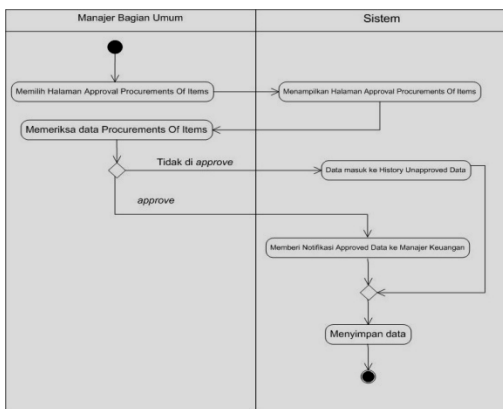 Manajer Bagian Umum
Sistem
Memilih Halaman Approval Procurements Of Items
Menampilkan Halaman Approval Procurements Of Items
Memeriksa data Procurements Of Items
Tidak di approve
Data masuk ke History Unapproved Data
approve
Memberi Notifikasi Approved Data ke Manajer Keuangan
Menyimpan data